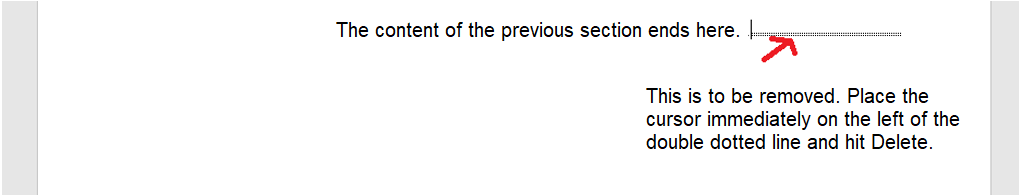 The content of the previous section ends here.
This is to be removed. Place the
cursor immediately on the left of the
double dotted line and hit Delete.